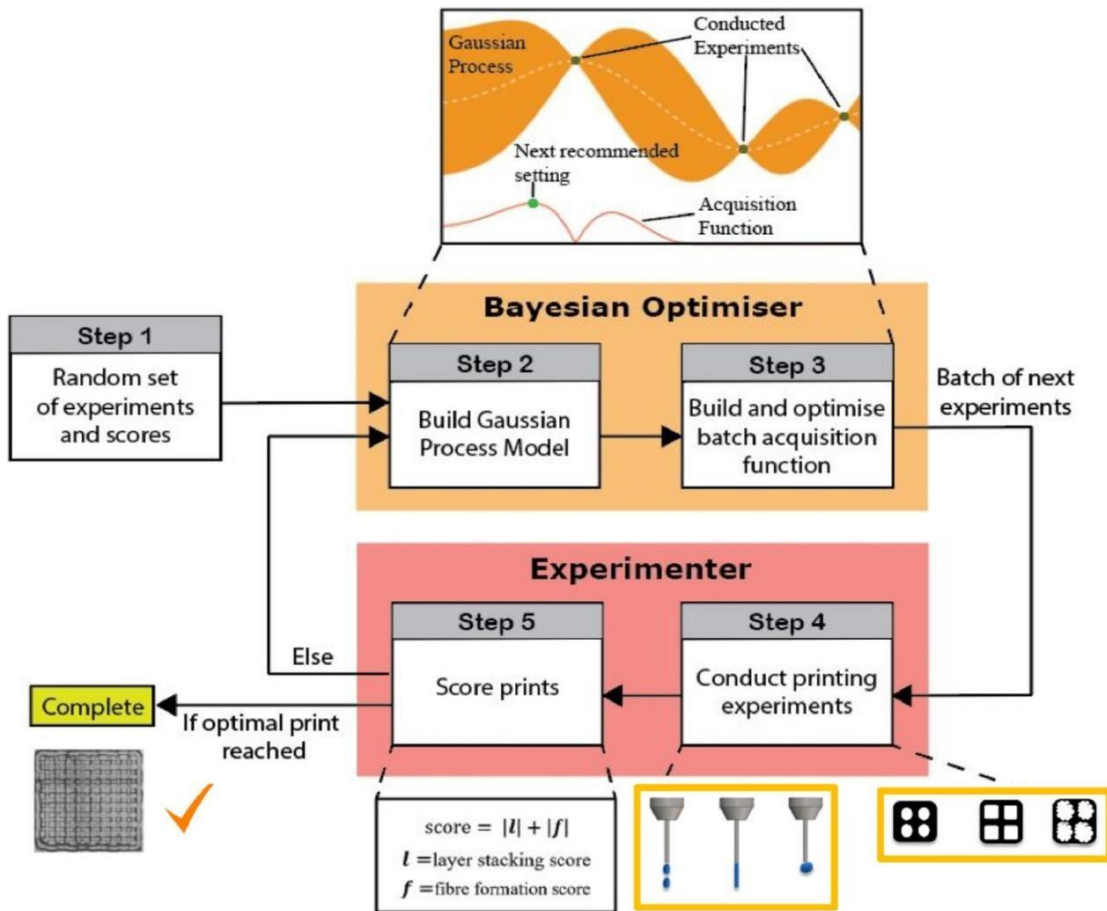 Gaussian
Process
Conducted
Experiments
Next recommended
setting
Acquisition
Function
Bayesian Optimiser
Step 1
Random set
of experiments
and scores
Step 2
Build Gaussian
Process Model
Step 3
Build and optimise
batch acquisition
function
Batch of next
experiments
Experimenter
Step 5
Score prints
Step 4
Conduct printing
experiments
Else
Complete
If optimal print
reached
score = |l| + |f|
l =layer stacking score
f =fibre formation score